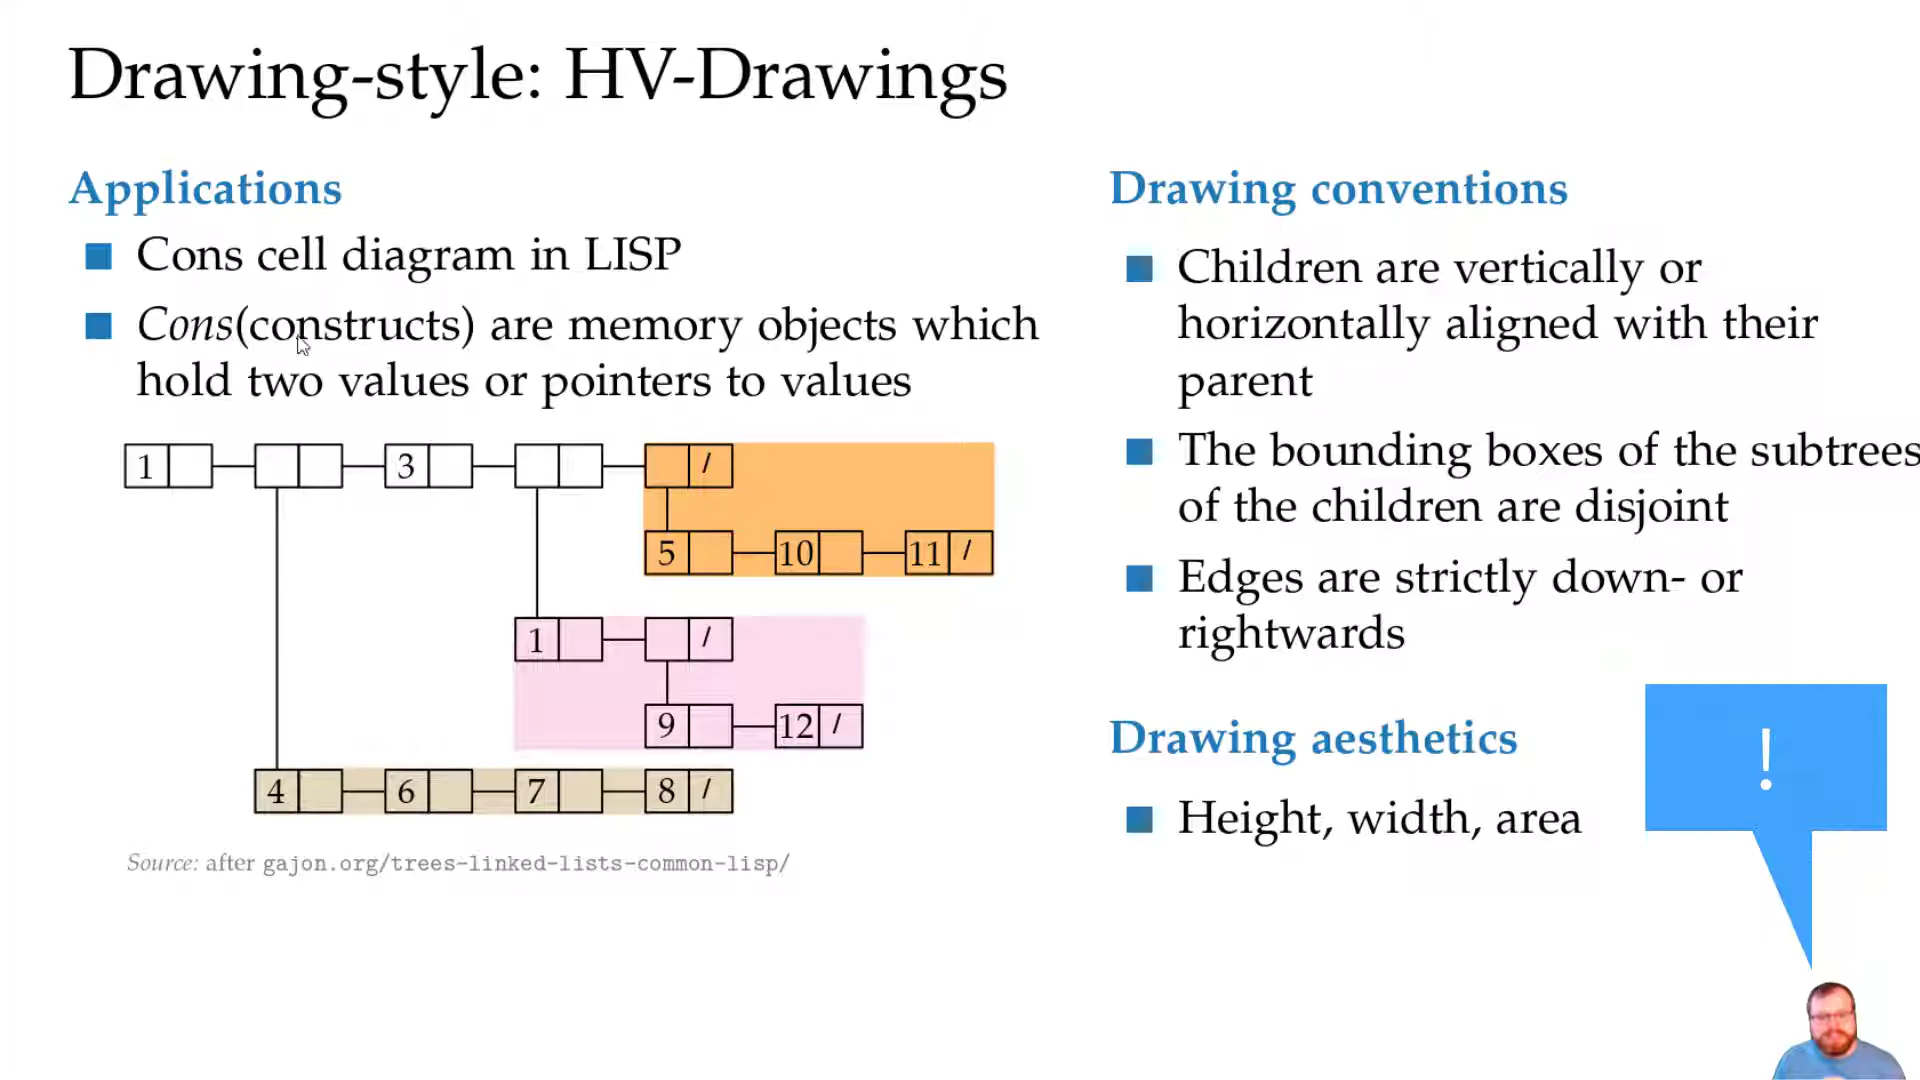 Drawing-style: HV-Drawings
Applications
Cons cell diagram in LISP
Cons(constructs) are memory objects which
hold two values or pointers to values
1 3 /
5 10 11 /
1 /
9 12 /
4 6 7 8 /
Source: after gajon.org/trees-linked-lists-common-lisp/
Drawing conventions
Children are vertically or
horizontally aligned with their
parent
The bounding boxes of the subtrees
of the children are disjoint
Edges are strictly down- or
rightwards
Drawing aesthetics
Height, width, area
!